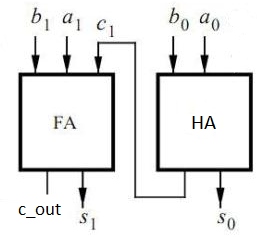 b₁ a₁ c₁ b₀ a₀
FA HA
c_out s₁ s₀